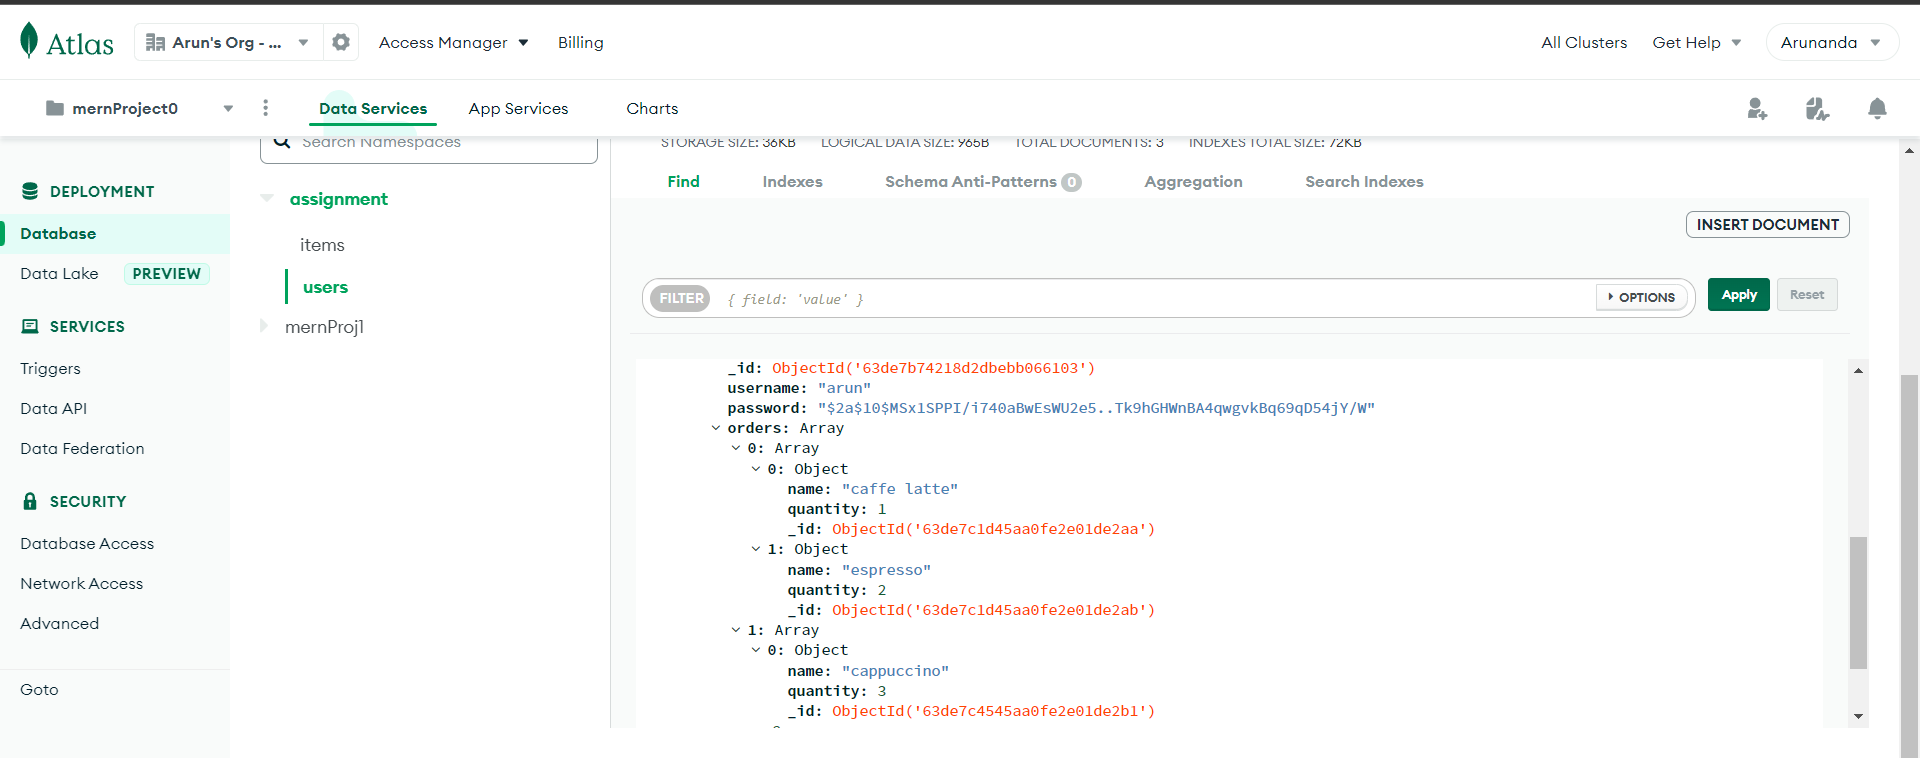 Atlas
Arun's Org - ...
Access Manager
Billing
All Clusters
Get Help
Arunanda
mernProject0
Data Services
App Services
Charts
Search Namespaces
STORAGE SIZE: 36KB LOGICAL DATA SIZE: 965B TOTAL DOCUMENTS: 3 INDEXES TOTAL SIZE: 72KB
DEPLOYMENT
Database
Data Lake PREVIEW
SERVICES
Triggers
Data API
Data Federation
SECURITY
Database Access
Network Access
Advanced
Goto
assignment
items
users
mernProj1
Find
Indexes
Schema Anti-Patterns 0
Aggregation
Search Indexes
INSERT DOCUMENT
FILTER { field: 'value' }
OPTIONS
Apply
Reset
_id: ObjectId('63de7b74218d2dbebb066103')
username: "arun"
password: "$2a$10$MSx1SPPI/i740aBwEsWU2e5..Tk9hGHWnBA4qwgvkBq69qD54jY/W"
orders: Array
0: Array
0: Object
name: "caffe latte"
quantity: 1
_id: ObjectId('63de7c1d45aa0fe2e01de2aa')
1: Object
name: "espresso"
quantity: 2
_id: ObjectId('63de7c1d45aa0fe2e01de2ab')
1: Array
0: Object
name: "cappuccino"
quantity: 3
_id: ObjectId('63de7c4545aa0fe2e01de2b1')